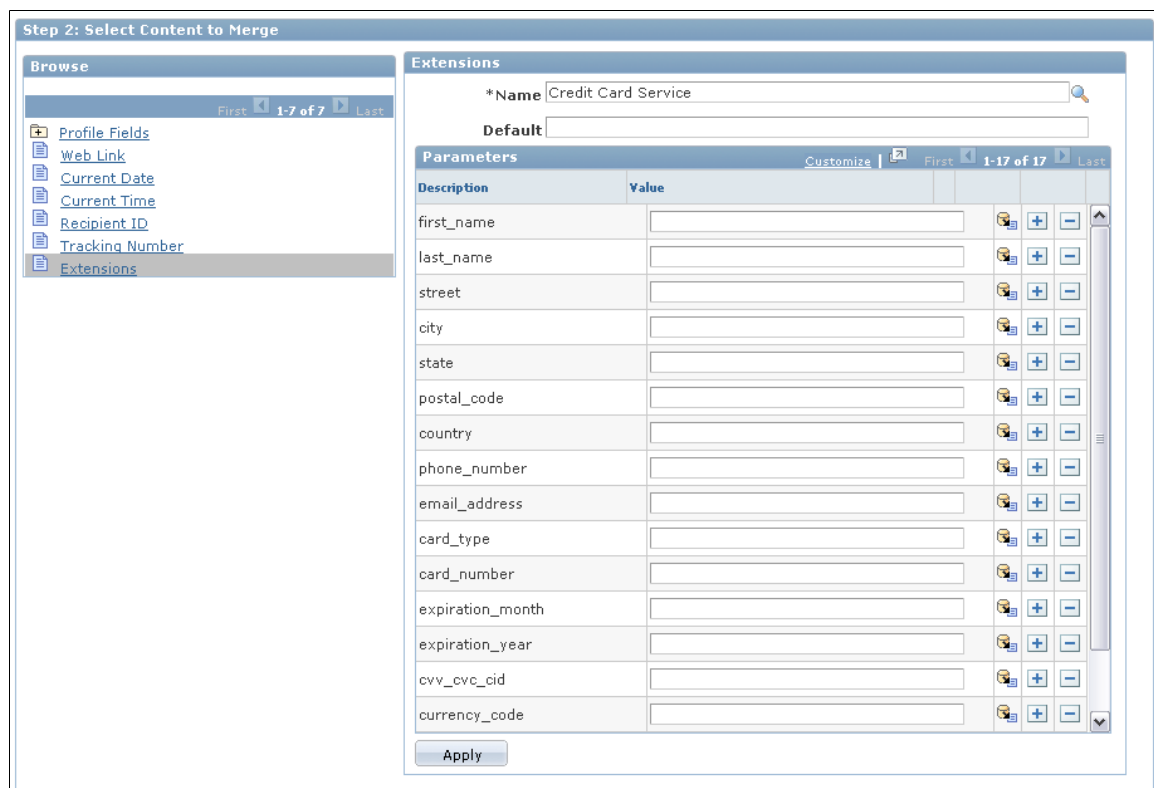 Step 2: Select Content to Merge
Browse
First 1-7 of 7 Last
Profile Fields
Web Link
Current Date
Current Time
Recipient ID
Tracking Number
Extensions
Extensions
*Name Credit Card Service
Default
Parameters Customize | First 1-17 of 17 Last
Description Value
first_name
last_name
street
city
state
postal_code
country
phone_number
email_address
card_type
card_number
expiration_month
expiration_year
cvv_cvc_cid
currency_code
Apply